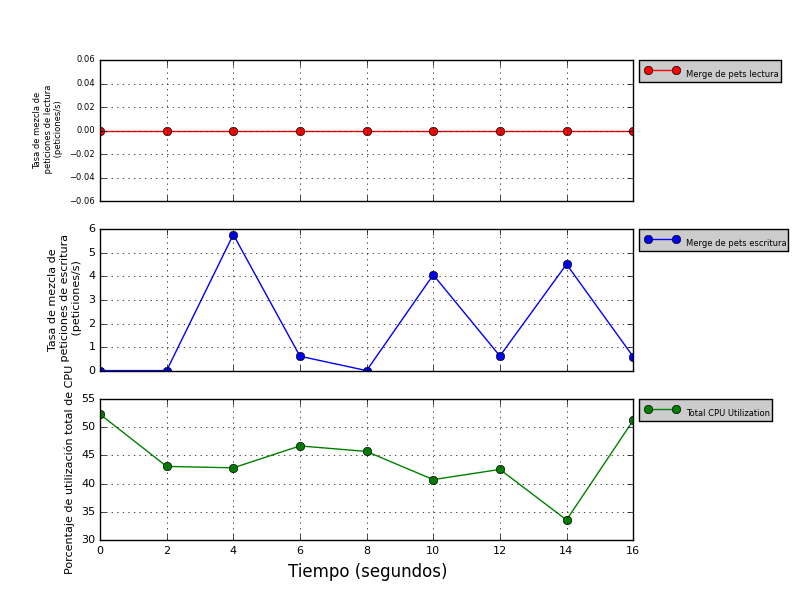 Tasa de mezcla de
peticiones de lectura
(peticiones/s)
0.06
0.04
0.02
0.00
−0.02
−0.04
−0.06
Merge de pets lectura
Tasa de mezcla de
peticiones de escritura
(peticiones/s)
6
5
4
3
2
1
0
Merge de pets escritura
Porcentaje de utilización total de CPU
55
50
45
40
35
30
Total CPU Utilization
0 2 4 6 8 10 12 14 16
Tiempo (segundos)